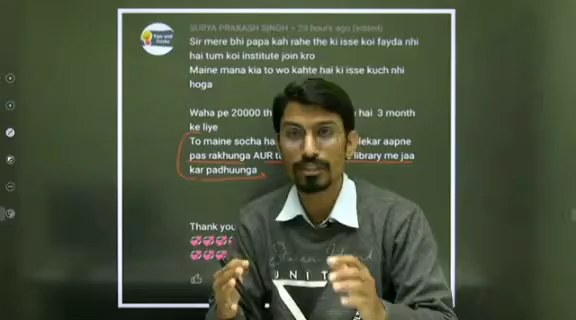 SURYA PRAKASH SINGH • 23 hours ago (edited)
Sir mere bhi papa kah rahe the ki isse koi fayda nhi
hai tum koi institute join kro
Maine mana kia to wo kahte hai ki isse kuch nhi
hoga
Waha pe 20000 hai 3 month
ke liye
To maine socha lekar aapne
pas rakhunga AUR library me jaa
kar padhuunga
Thank you
UNIT